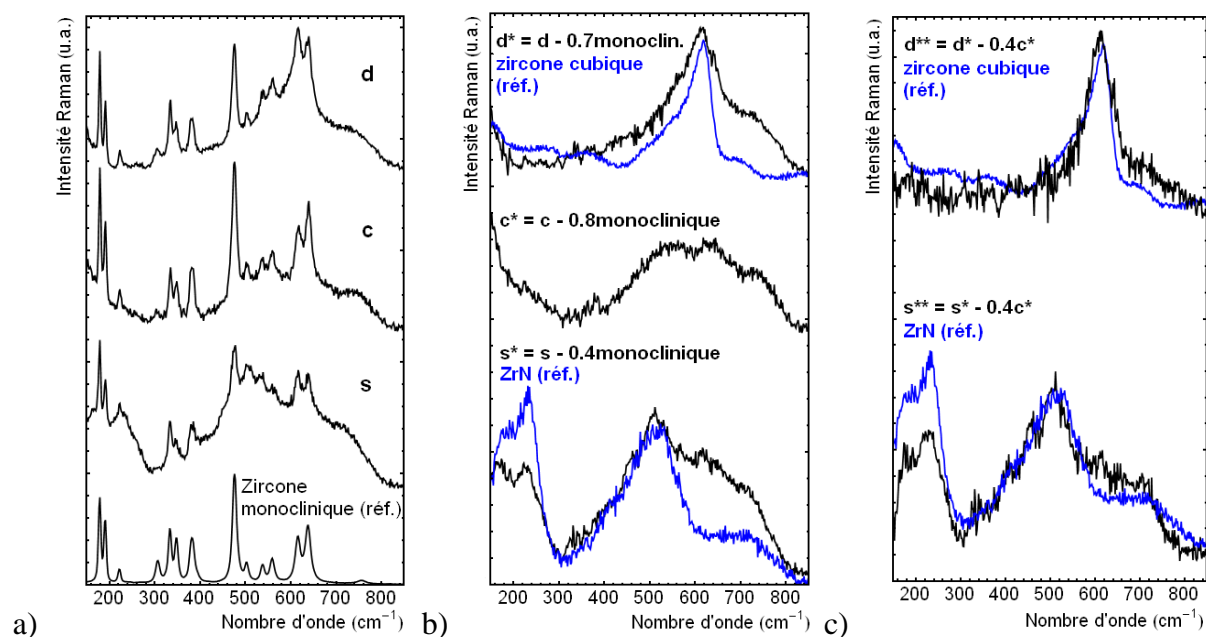 Intensité Raman (u.a.)
d
c
s
Zircone
monoclinique (réf.)
200 300 400 500 600 700 800
Nombre d'onde (cm⁻¹)
a)
Intensité Raman (u.a.)
d* = d - 0.7monoclin.
zircone cubique
(réf.)
c* = c - 0.8monoclinique
s* = s - 0.4monoclinique
ZrN (réf.)
200 300 400 500 600 700 800
Nombre d'onde (cm⁻¹)
b)
Intensité Raman (u.a.)
d** = d* - 0.4c*
zircone cubique
(réf.)
s** = s* - 0.4c*
ZrN (réf.)
200 300 400 500 600 700 800
Nombre d'onde (cm⁻¹)
c)